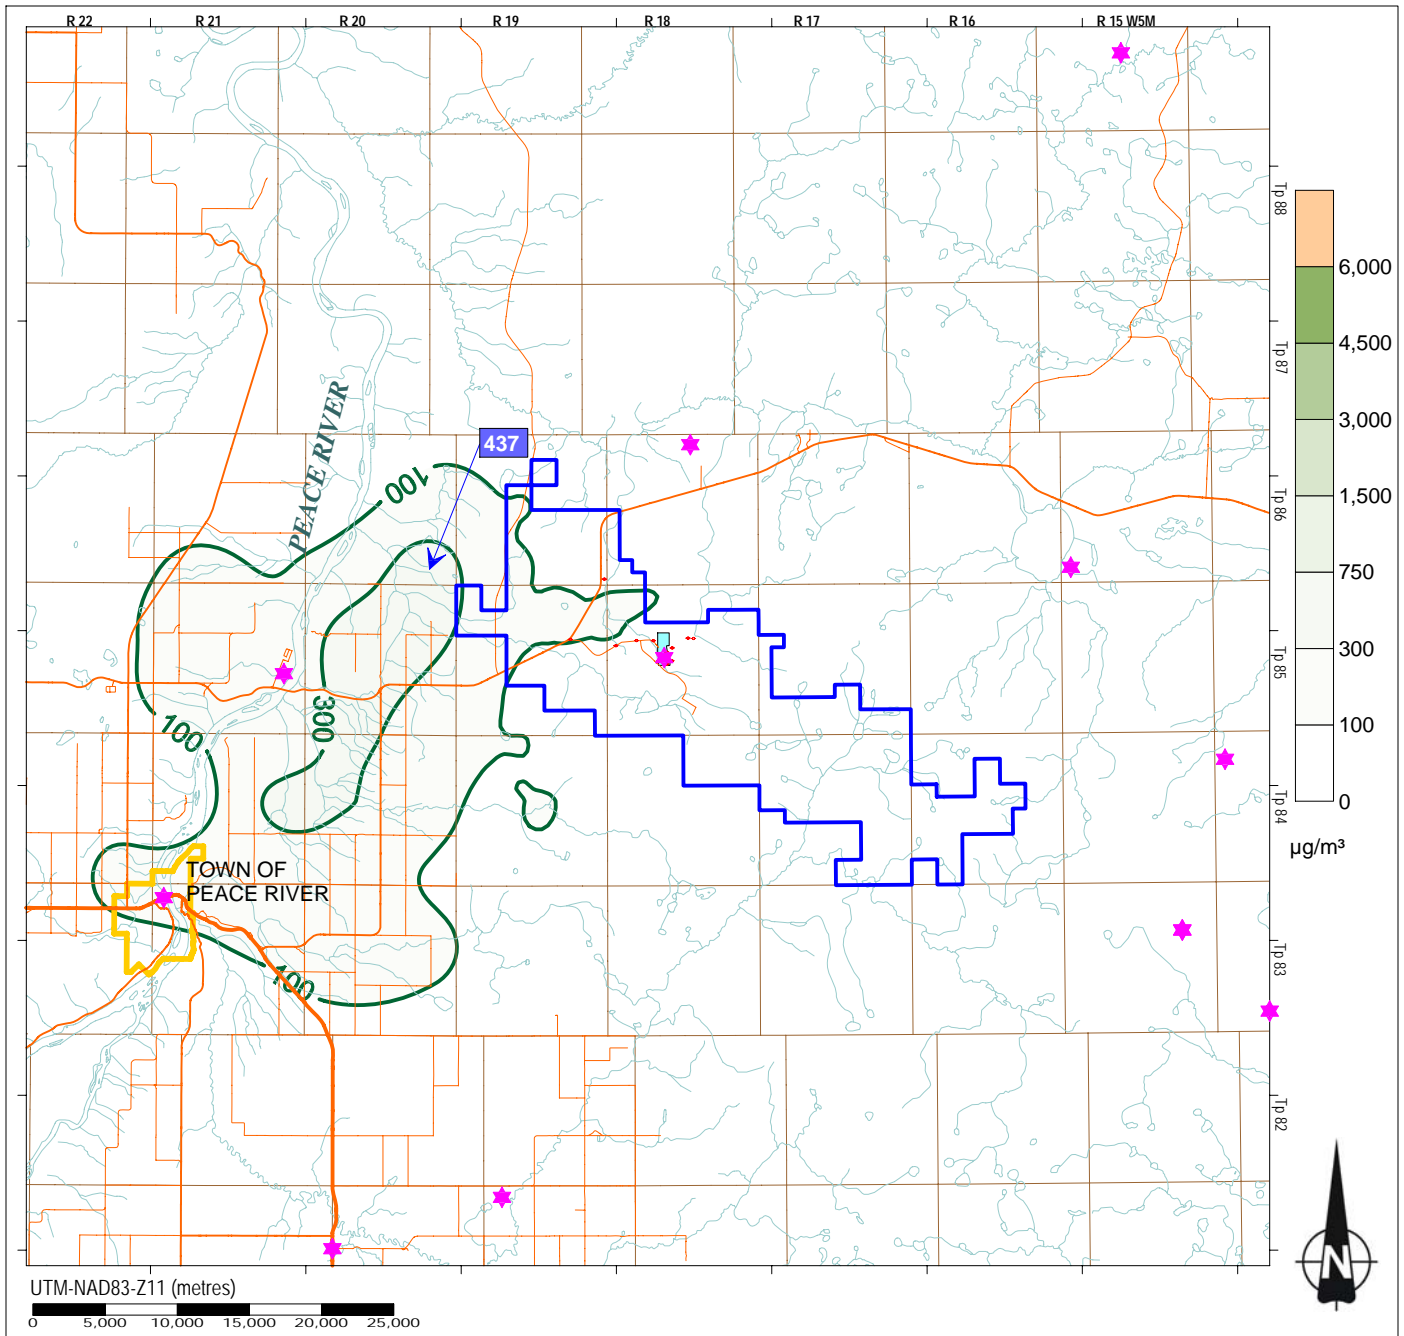 R 22 R 21 R 20 R 19 R 18 R 17 R 16 R 15 W5M
Tp 88
Tp 87
Tp 86
Tp 85
Tp 84
Tp 83
Tp 82
PEACE RIVER
437
100
300
100
100
TOWN OF
PEACE RIVER
6,000
4,500
3,000
1,500
750
300
100
0
µg/m³
N
UTM-NAD83-Z11 (metres)
0 5,000 10,000 15,000 20,000 25,000